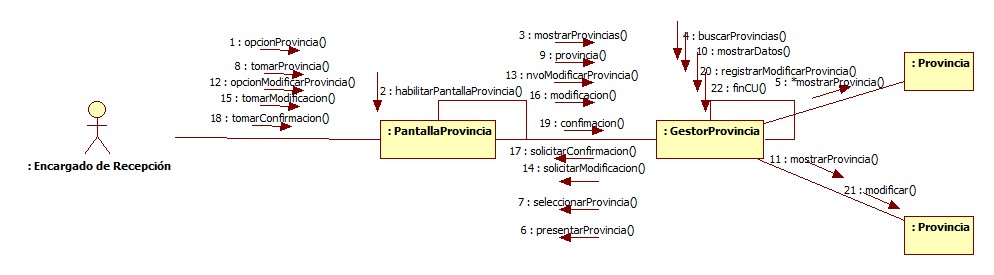 1 : opcionProvincia()
8 : tomarProvincia()
12 : opcionModificarProvincia()
15 : tomarModificacion()
18 : tomarConfirmacion()
: Encargado de Recepción
2 : habilitarPantallaProvincia()
: PantallaProvincia
3 : mostrarProvincias()
9 : provincia()
13 : nvoModificarProvincia()
16 : modificacion()
19 : confimacion()
17 : solicitarConfirmacion()
14 : solicitarModificacion()
7 : seleccionarProvincia()
6 : presentarProvincia()
4 : buscarProvincias()
10 : mostrarDatos()
20 : registrarModificarProvincia()
22 : finCU()
: GestorProvincia
5 : *mostrarProvincia()
: Provincia
11 : mostrarProvincia()
21 : modificar()
: Provincia